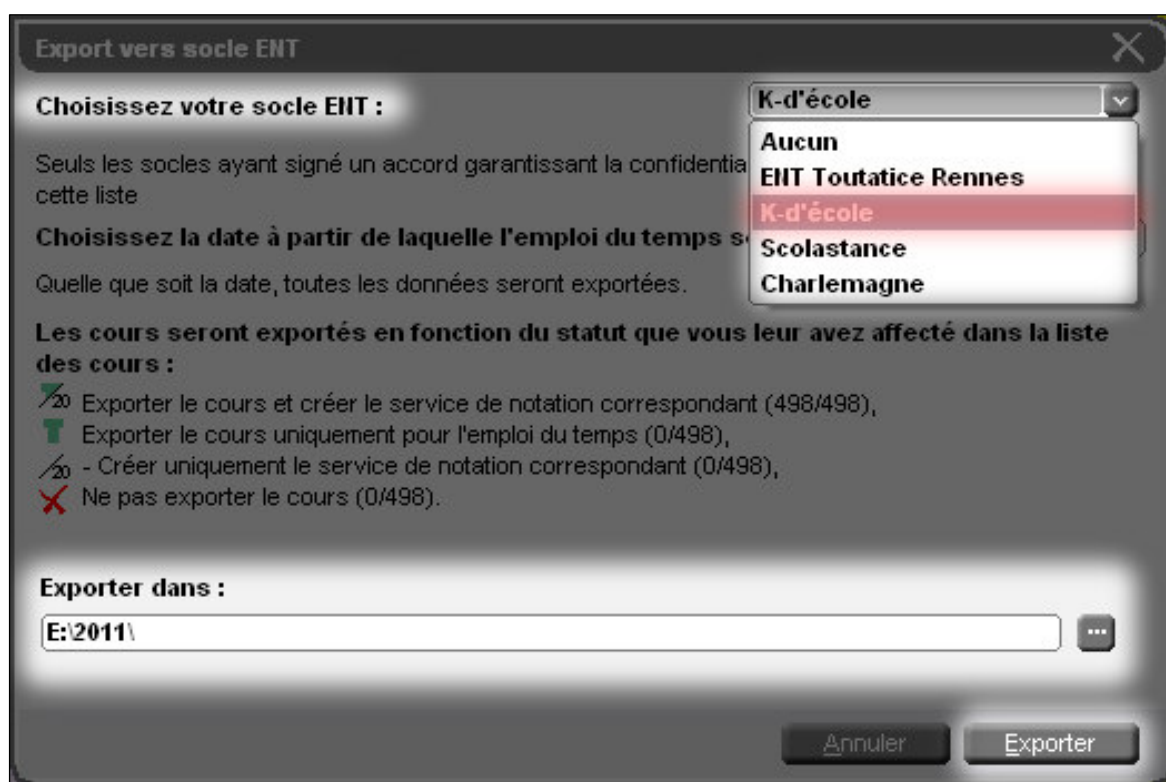 Export vers socle ENT
Choisissez votre socle ENT :
K-d'école
Aucun
ENT Toutatice Rennes
K-d'école
Scolastance
Charlemagne
Seuls les socles ayant signé un accord garantissant la confidentia
cette liste
Choisissez la date à partir de laquelle l'emploi du temps s
Quelle que soit la date, toutes les données seront exportées.
Les cours seront exportés en fonction du statut que vous leur avez affecté dans la liste
des cours :
/20 Exporter le cours et créer le service de notation correspondant (498/498),
T Exporter le cours uniquement pour l'emploi du temps (0/498),
/20 - Créer uniquement le service de notation correspondant (0/498),
Ne pas exporter le cours (0/498).
Exporter dans :
E:\2011\
...
Annuler
Exporter